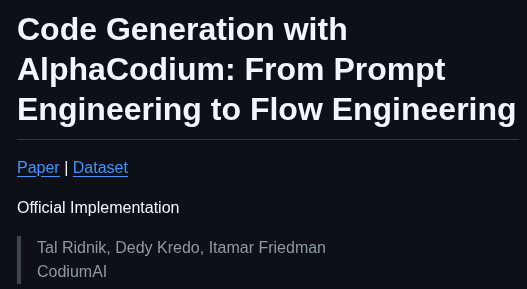 Code Generation with
AlphaCodium: From Prompt
Engineering to Flow Engineering
Paper | Dataset
Official Implementation
Tal Ridnik, Dedy Kredo, Itamar Friedman
CodiumAI